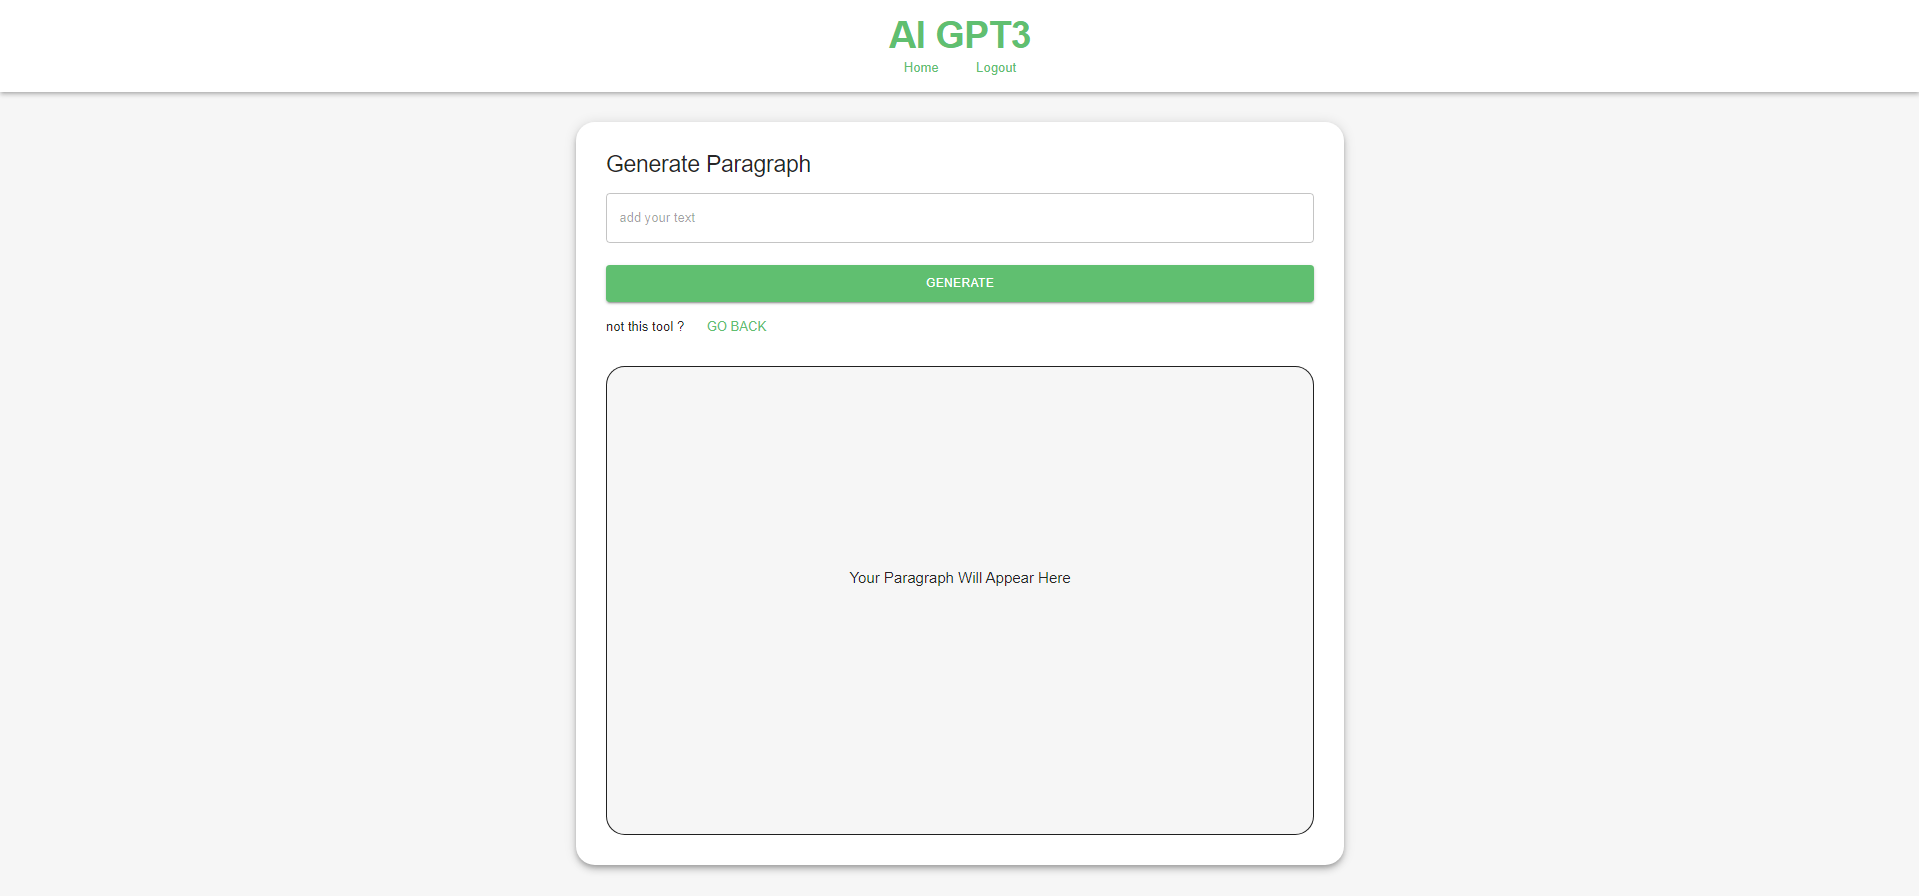 AI GPT3
Home Logout
Generate Paragraph
add your text
GENERATE
not this tool ? GO BACK
Your Paragraph Will Appear Here